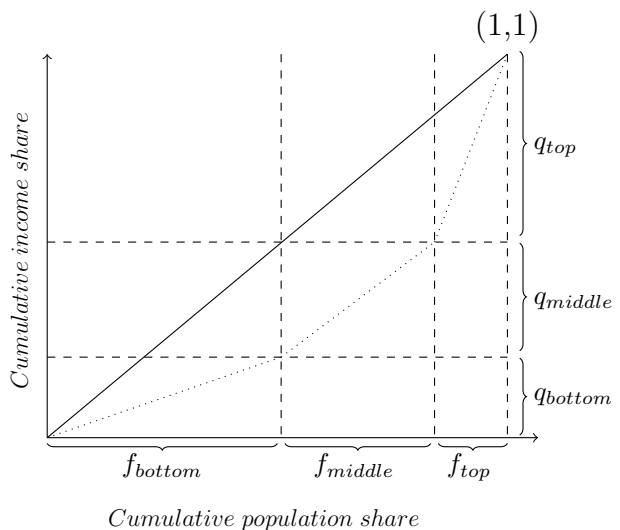 (1,1)
Cumulative income share
q_top
q_middle
q_bottom
f_bottom
f_middle
f_top
Cumulative population share